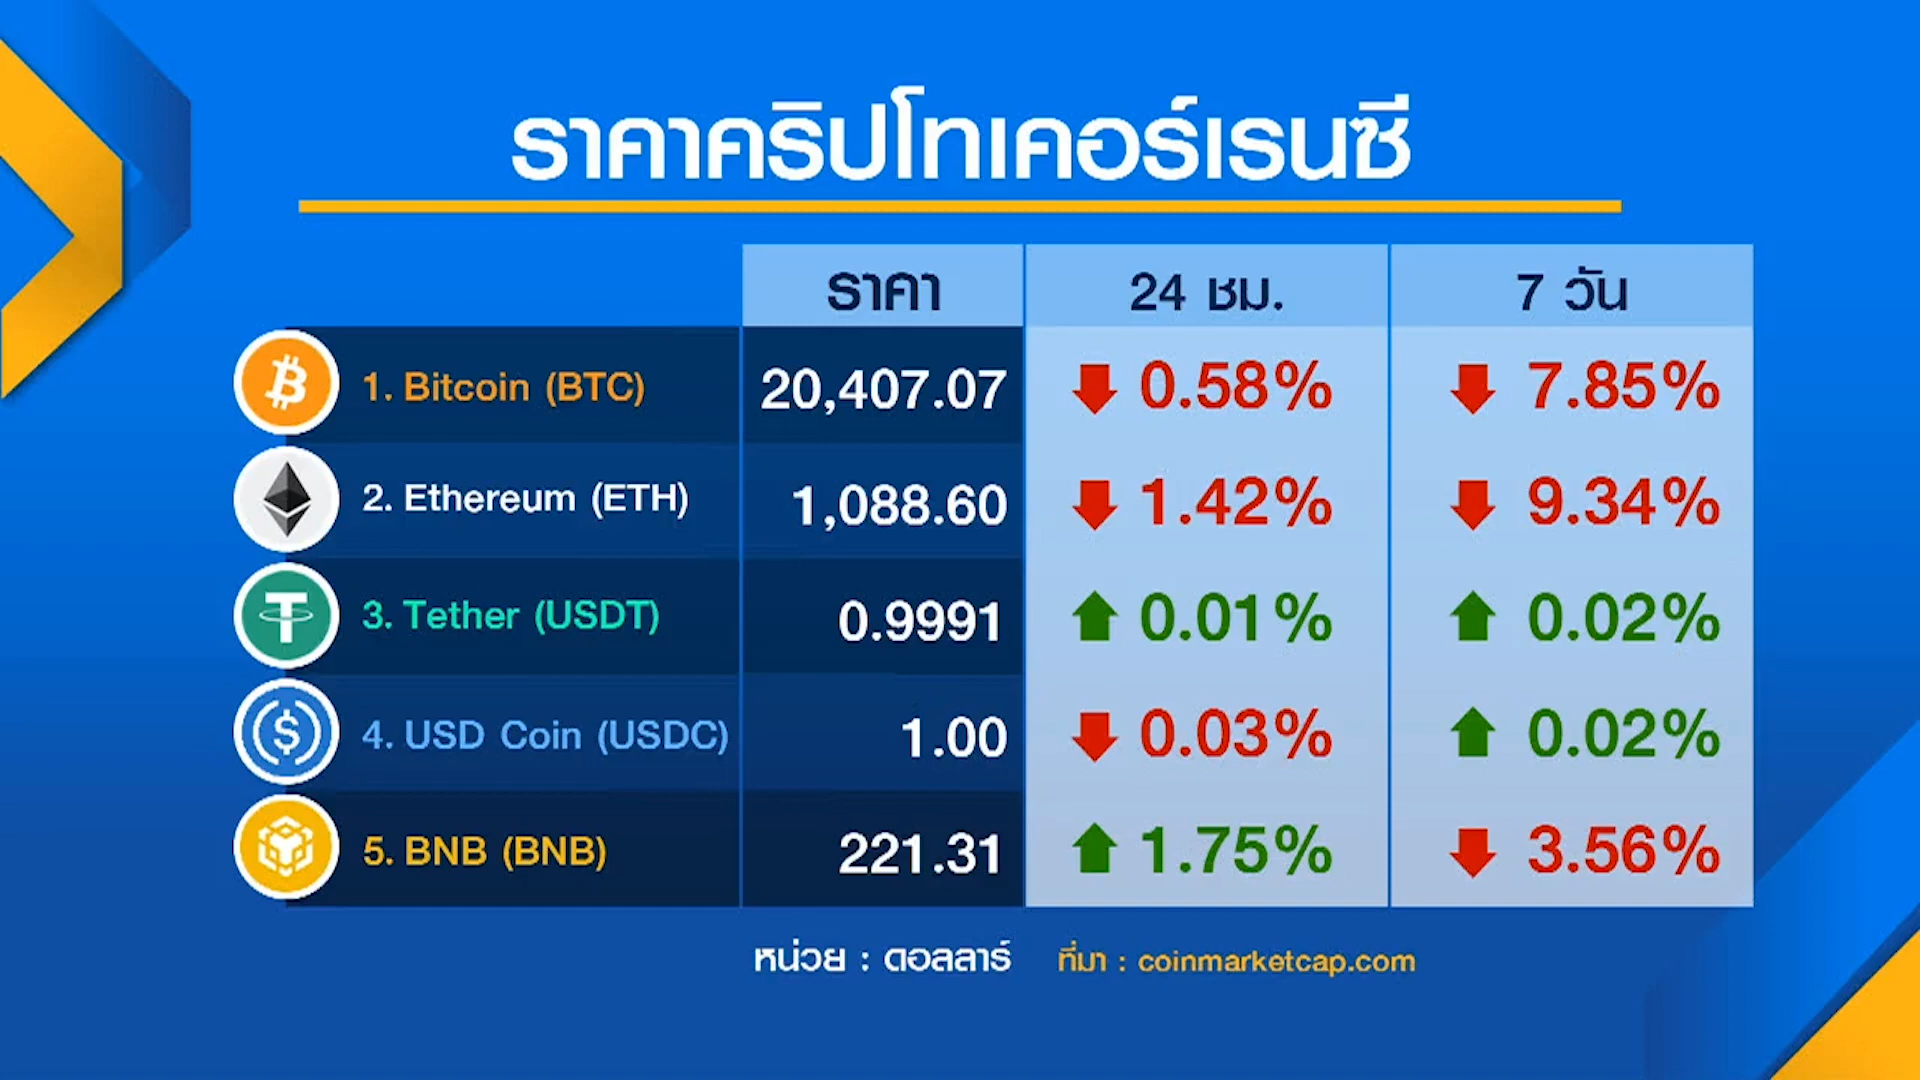 ราคาคริปโทเคอร์เรนซี
ราคา 24 ชม. 7 วัน
1. Bitcoin (BTC) 20,407.07 0.58% 7.85%
2. Ethereum (ETH) 1,088.60 1.42% 9.34%
3. Tether (USDT) 0.9991 0.01% 0.02%
4. USD Coin (USDC) 1.00 0.03% 0.02%
5. BNB (BNB) 221.31 1.75% 3.56%
หน่วย : ดอลลาร์ ที่มา : coinmarketcap.com